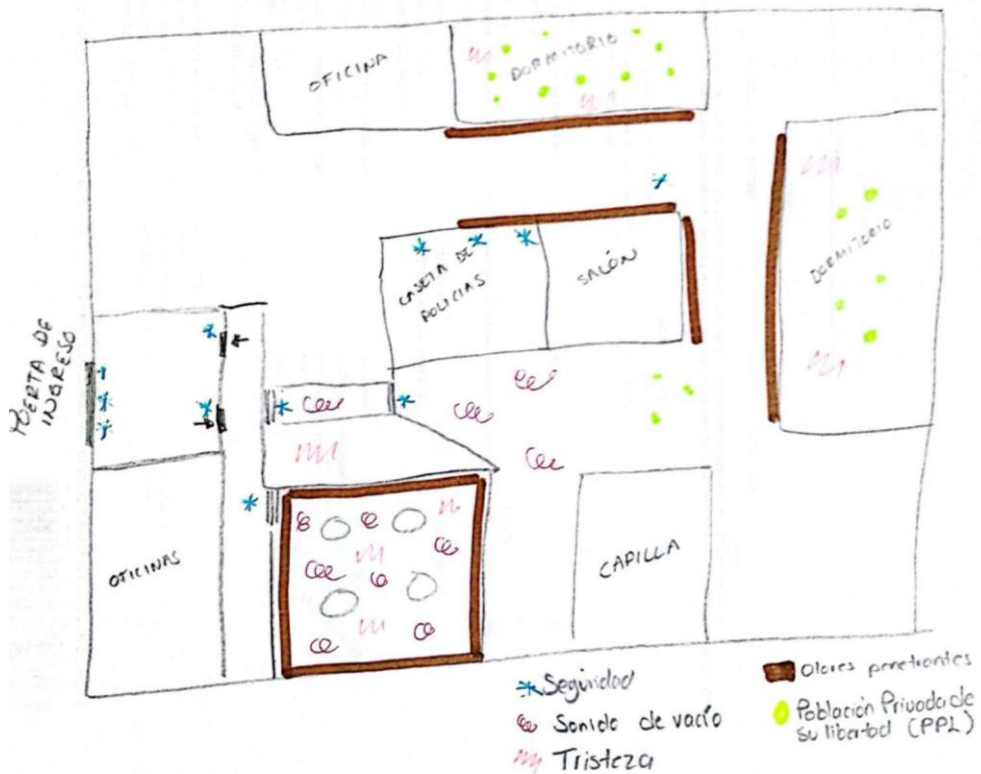 OFICINA
DORMITORIO
DORMITORIO
CASETA DE
POLICIAS
SALÓN
PUERTA DE
INGRESO
OFICINAS
CAPILLA
Seguridad
Sonido de vacío
Tristeza
Olores penetrantes
Población Privada de
su libertad (PPL)